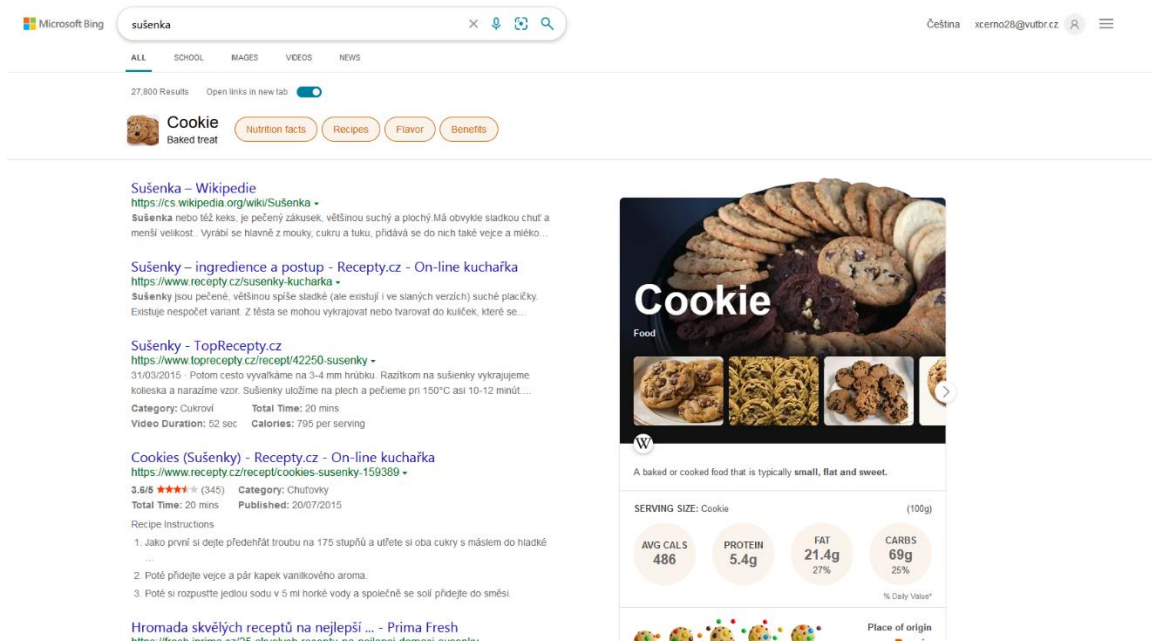 Microsoft Bing
sušenka
Čeština xcerno28@vutbr.cz
ALL SCHOOL IMAGES VIDEOS NEWS
27,800 Results Open links in new tab
Cookie
Baked treat
Nutrition facts Recipes Flavor Benefits
Sušenka – Wikipedie
https://cs.wikipedia.org/wiki/Sušenka
Sušenka nebo též keks, je pečený zákusek, většinou suchý a plochý.Má obvykle sladkou chuť a
menší velikost.. Vyrábí se hlavně z mouky, cukru a tuku, přidává se do nich také vejce a mléko...
Sušenky – ingredience a postup - Recepty.cz - On-line kuchařka
https://www.recepty.cz/susenky-kucharka
Sušenky jsou pečené, většinou spíše sladké (ale existují i ve slaných verzích) suché placičky.
Existuje nespočet variant. Z těsta se mohou vykrajovat nebo tvarovat do kuliček, které se...
Sušenky - TopRecepty.cz
https://www.toprecepty.cz/recept/42250-susenky
31/03/2015 · Potom cesto vyvaľkáme na 3-4 mm hrúbku. Razítkom na sušienky vykrajujeme
kolieska a narazíme vzor. Sušienky uložíme na plech a pečieme pri 150°C asi 10-12 minút....
Category: Cukroví Total Time: 20 mins
Video Duration: 52 sec Calories: 795 per serving
Cookies (Sušenky) - Recepty.cz - On-line kuchařka
https://www.recepty.cz/recept/cookies-susenky-159389
3.6/5 (345) Category: Chuťovky
Total Time: 20 mins Published: 20/07/2015
Recipe Instructions
1. Jako první si dejte předehřát troubu na 175 stupňů a utřete si oba cukry s máslem do hladké
...
2. Poté přidejte vejce a pár kapek vanilkového aroma.
3. Poté si rozpusťte jedlou sodu v 5 ml horké vody a společně se solí přidejte do směsi.
Hromada skvělých receptů na nejlepší ... - Prima Fresh
Cookie
Food
W
A baked or cooked food that is typically small, flat and sweet.
SERVING SIZE: Cookie (100g)
AVG CALS
486
PROTEIN
5.4g
FAT
21.4g
27%
CARBS
69g
25%
% Daily Value*
Place of origin